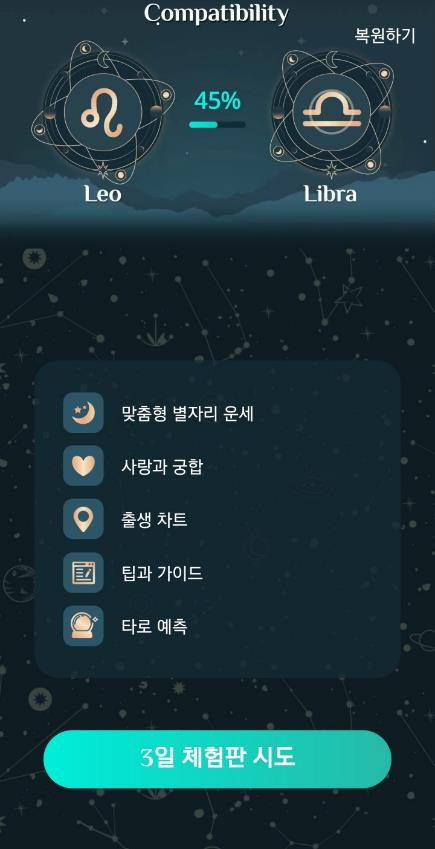 Compatibility
복원하기
45%
Leo
Libra
맞춤형 별자리 운세
사랑과 궁합
출생 차트
팁과 가이드
타로 예측
3일 체험판 시도